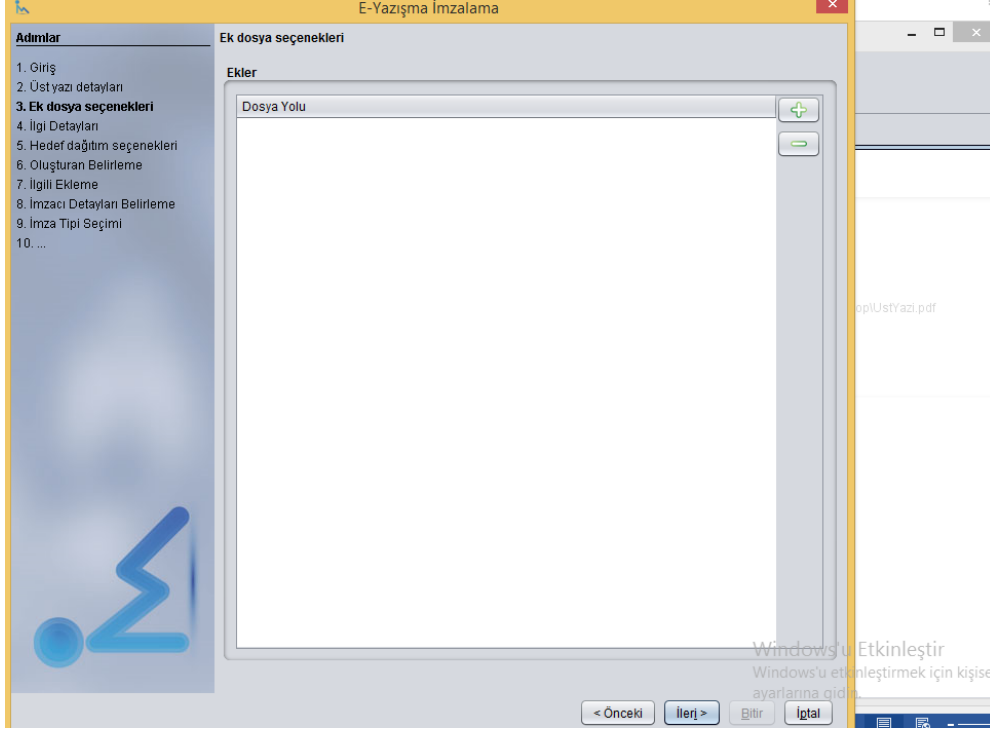 E-Yazışma İmzalama
Adımlar
1. Giriş
2. Üst yazı detayları
3. Ek dosya seçenekleri
4. İlgi Detayları
5. Hedef dağıtım seçenekleri
6. Oluşturan Belirleme
7. İlgili Ekleme
8. İmzacı Detayları Belirleme
9. İmza Tipi Seçimi
10. ...
Ek dosya seçenekleri
Ekler
Dosya Yolu
op\UstYazi.pdf
Windows'u Etkinleştir
Windows'u etkinleştirmek için kişise
ayarlarına gidin.
< Önceki
İleri >
Bitir
İptal